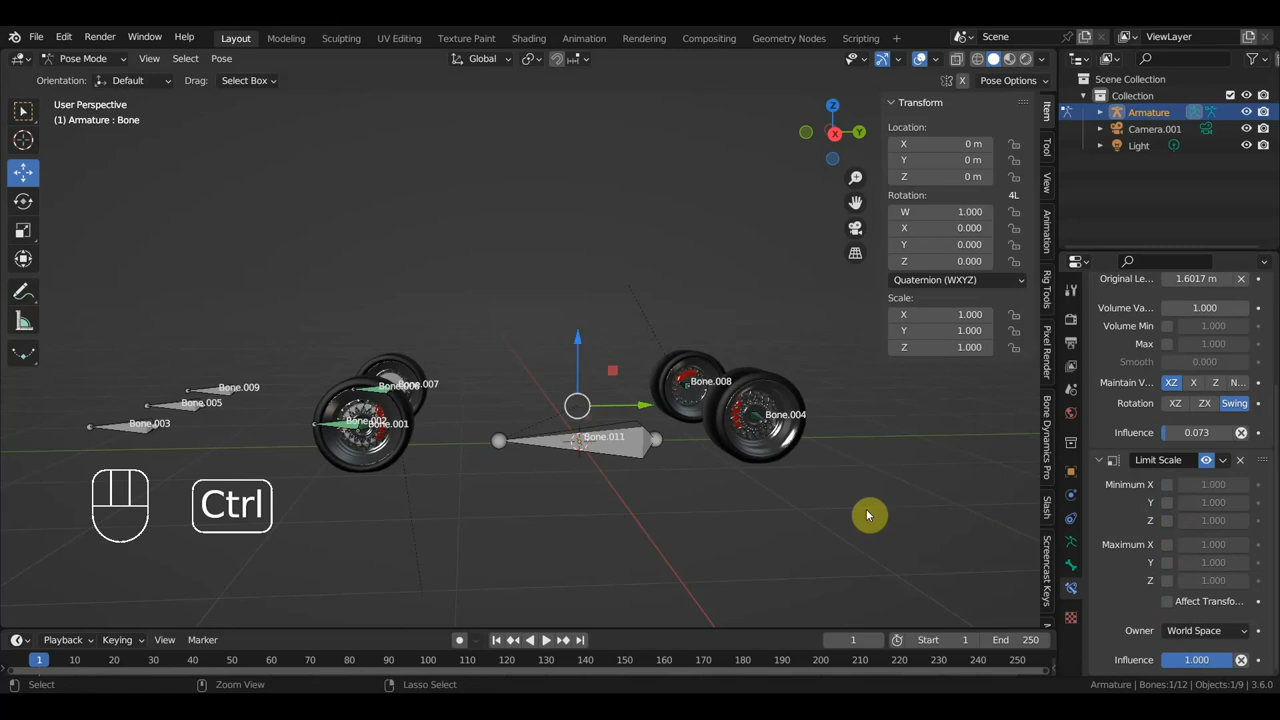 File Edit Render Window Help
Layout Modeling Sculpting UV Editing Texture Paint Shading Animation Rendering Compositing Geometry Nodes Scripting +
Scene
ViewLayer
Pose Mode View Select Pose
Global
Orientation: Default Drag: Select Box
X
Pose Options
User Perspective
(1) Armature : Bone
Z
Y
X
Transform
Location:
X 0 m
Y 0 m
Z 0 m
Rotation: 4L
W 1.000
X 0.000
Y 0.000
Z 0.000
Quaternion (WXYZ)
Scale:
X 1.000
Y 1.000
Z 1.000
Item
Tool
View
Animation
Rig Tools
Pixel Render
Bone Dynamics Pro
Slash
Screencast Keys
Scene Collection
Collection
Armature
Camera.001
Light
Original Le... 1.6017 m
Volume Va... 1.000
Volume Min 1.000
Max 1.000
Smooth 0.000
Maintain V... XZ X Z N...
Rotation XZ ZX Swing
Influence 0.073
Limit Scale
Minimum X 1.000
Y 1.000
Z 1.000
Maximum X 1.000
Y 1.000
Z 1.000
Affect Transfo...
Owner World Space
Influence 1.000
Bone.009
Bone.005
Bone.003
Bone.007
Bone.001
Bone.008
Bone.004
Bone.011
Ctrl
Playback Keying View Marker
1 Start 1 End 250
1 10 20 30 40 50 60 70 80 90 100 110 120 130 140 150 160 170 180 190 200 210 220 230 240 250
Select Zoom View Lasso Select
Armature | Bones:1/12 | Objects:1/9 | 3.6.0